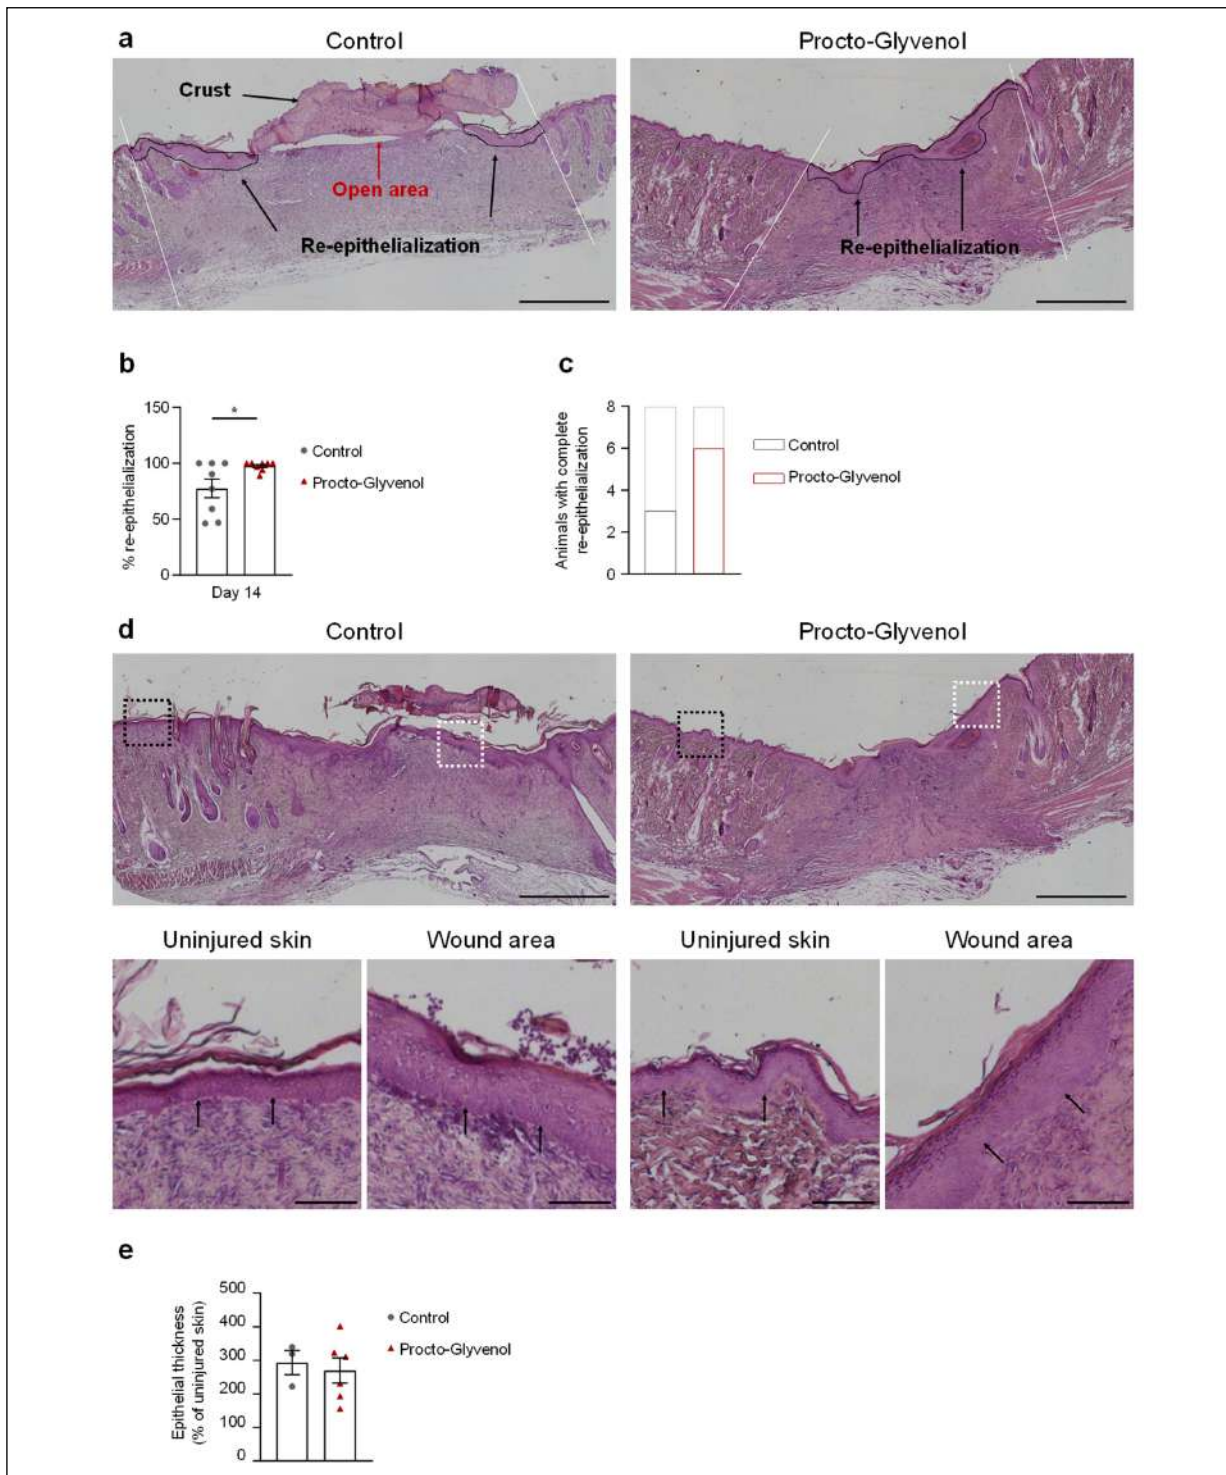 a
Control
Procto-Glyvenol
Crust
Open area
Re-epithelialization
Re-epithelialization
b
% re-epithelialization
150
100
50
0
*
Control
Procto-Glyvenol
Day 14
c
Animals with complete
re-epithelialization
8
6
4
2
0
Control
Procto-Glyvenol
d
Control
Procto-Glyvenol
Uninjured skin
Wound area
Uninjured skin
Wound area
e
Epithelial thickness
(% of uninjured skin)
500
400
300
200
100
0
Control
Procto-Glyvenol